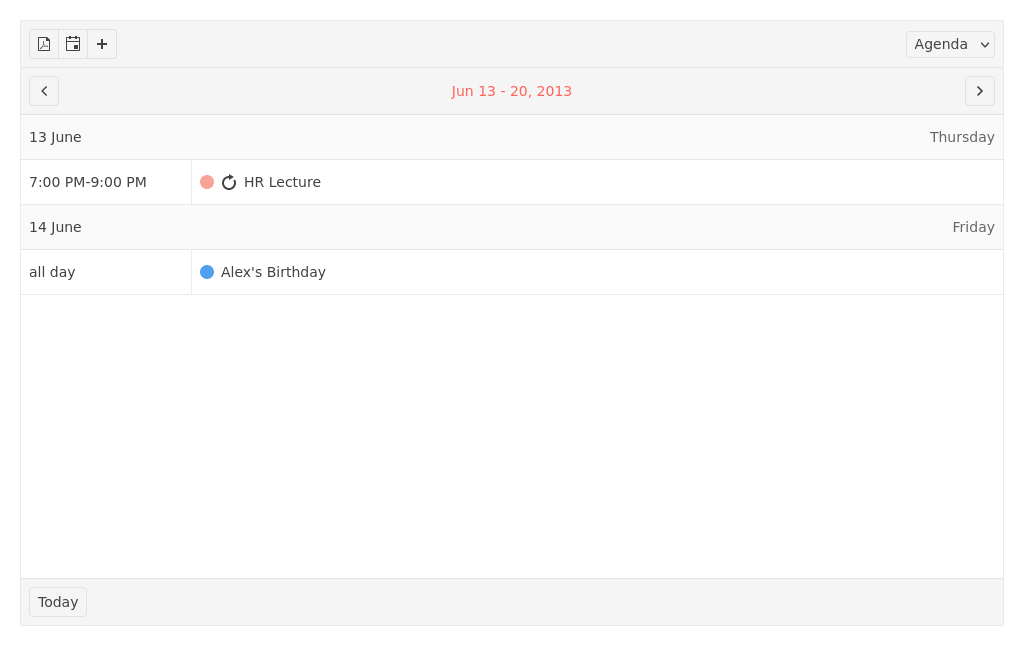 Agenda
Jun 13 - 20, 2013
13 June Thursday
7:00 PM-9:00 PM HR Lecture
14 June Friday
all day Alex's Birthday
Today